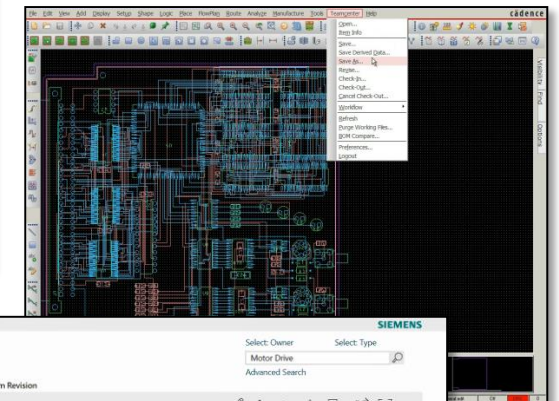 File Edit View Add Display Setup Shape Logic Place FlowPlan Route Analyze Manufacture Tools Teamcenter Help
cādence
Open...
Item Info
Save...
Save Derived Data...
Save As...
Revise...
Check-In...
Check-Out...
Cancel Check-Out...
Workflow
Refresh
Purge Working Files...
BOM Compare...
Preferences...
Logout
Visibility
Find
Options
SIEMENS
Select: Owner Select: Type
Motor Drive
Advanced Search
m Revision